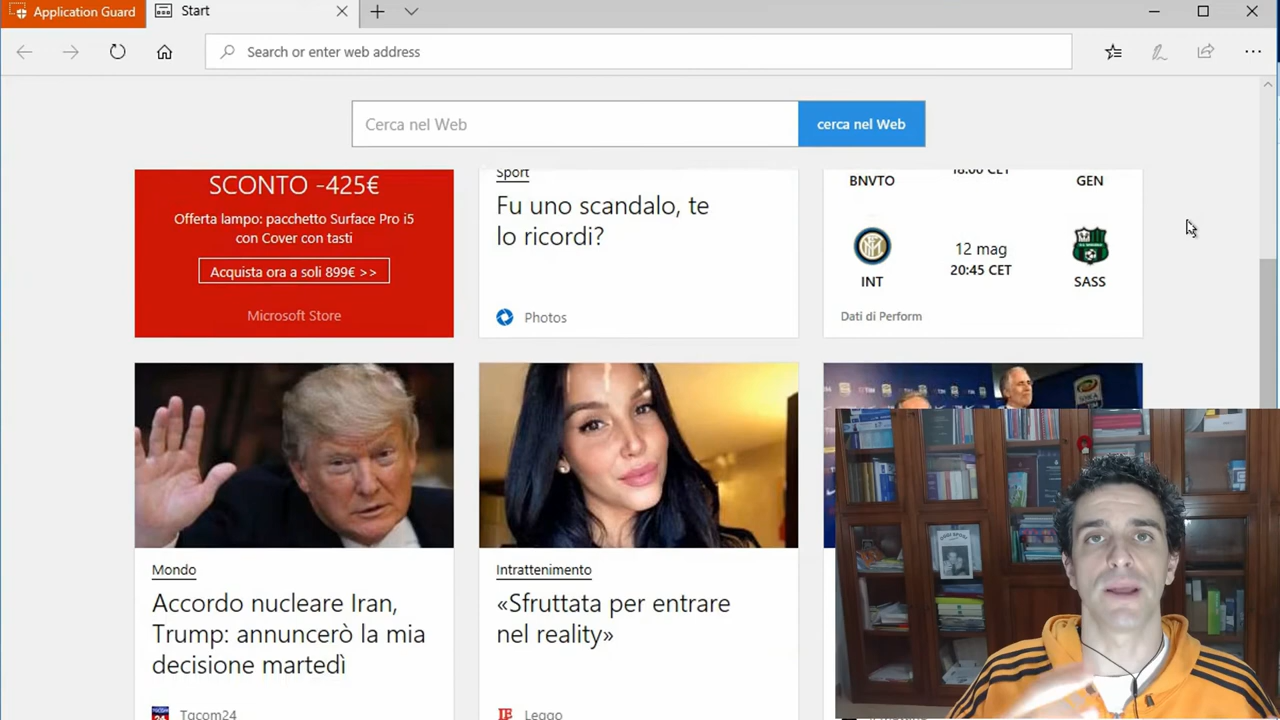 Application Guard
Start
Search or enter web address
Cerca nel Web
cerca nel Web
SCONTO -425€
Offerta lampo: pacchetto Surface Pro i5
con Cover con tasti
Acquista ora a soli 899€ >>
Microsoft Store
Sport
Fu uno scandalo, te
lo ricordi?
Photos
18:00 CET
BNVTO
GEN
12 mag
20:45 CET
INT
SASS
Dati di Perform
Mondo
Accordo nucleare Iran,
Trump: annuncerò la mia
decisione martedì
Tgcom24
Intrattenimento
«Sfruttata per entrare
nel reality»
Leggo